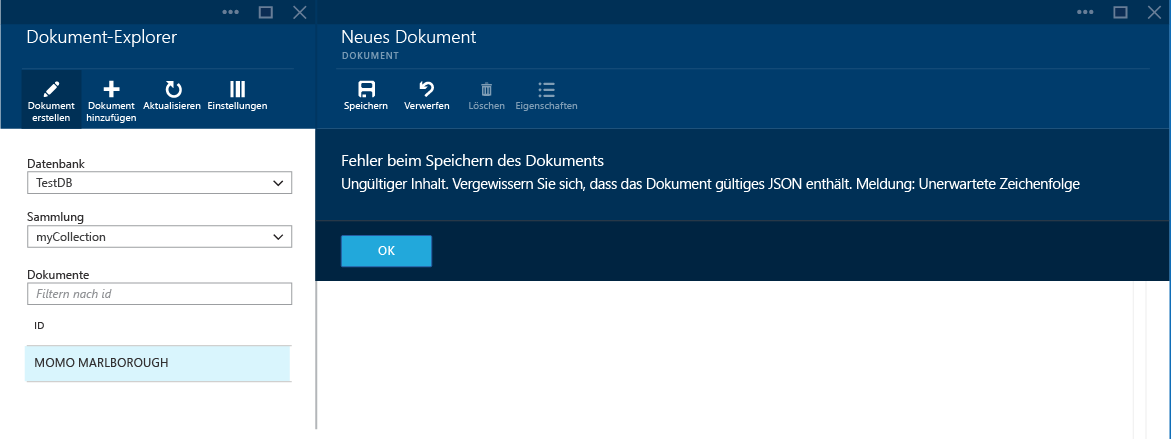 Dokument-Explorer
Dokument erstellen
Dokument hinzufügen
Aktualisieren
Einstellungen
Datenbank
TestDB
Sammlung
myCollection
Dokumente
Filtern nach id
ID
MOMO MARLBOROUGH
Neues Dokument
DOKUMENT
Speichern
Verwerfen
Löschen
Eigenschaften
Fehler beim Speichern des Dokuments
Ungültiger Inhalt. Vergewissern Sie sich, dass das Dokument gültiges JSON enthält. Meldung: Unerwartete Zeichenfolge
OK